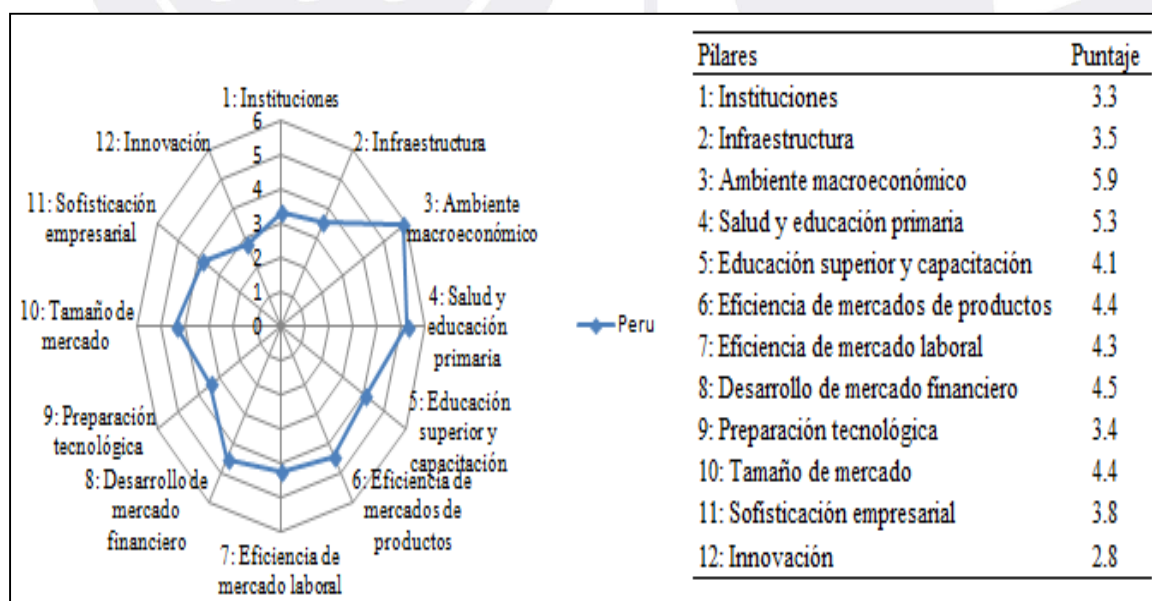 1: Instituciones
2: Infraestructura
3: Ambiente
macroeconómico
4: Salud y
educación
primaria
5: Educación
superior y
capacitación
6: Eficiencia de
mercados de
productos
7: Eficiencia de
mercado laboral
8: Desarrollo de
mercado
financiero
9: Preparación
tecnológica
10: Tamaño de
mercado
11: Sofisticación
empresarial
12: Innovación
6
5
4
3
2
1
0
Peru
Pilares Puntaje
1: Instituciones 3.3
2: Infraestructura 3.5
3: Ambiente macroeconómico 5.9
4: Salud y educación primaria 5.3
5: Educación superior y capacitación 4.1
6: Eficiencia de mercados de productos 4.4
7: Eficiencia de mercado laboral 4.3
8: Desarrollo de mercado financiero 4.5
9: Preparación tecnológica 3.4
10: Tamaño de mercado 4.4
11: Sofisticación empresarial 3.8
12: Innovación 2.8